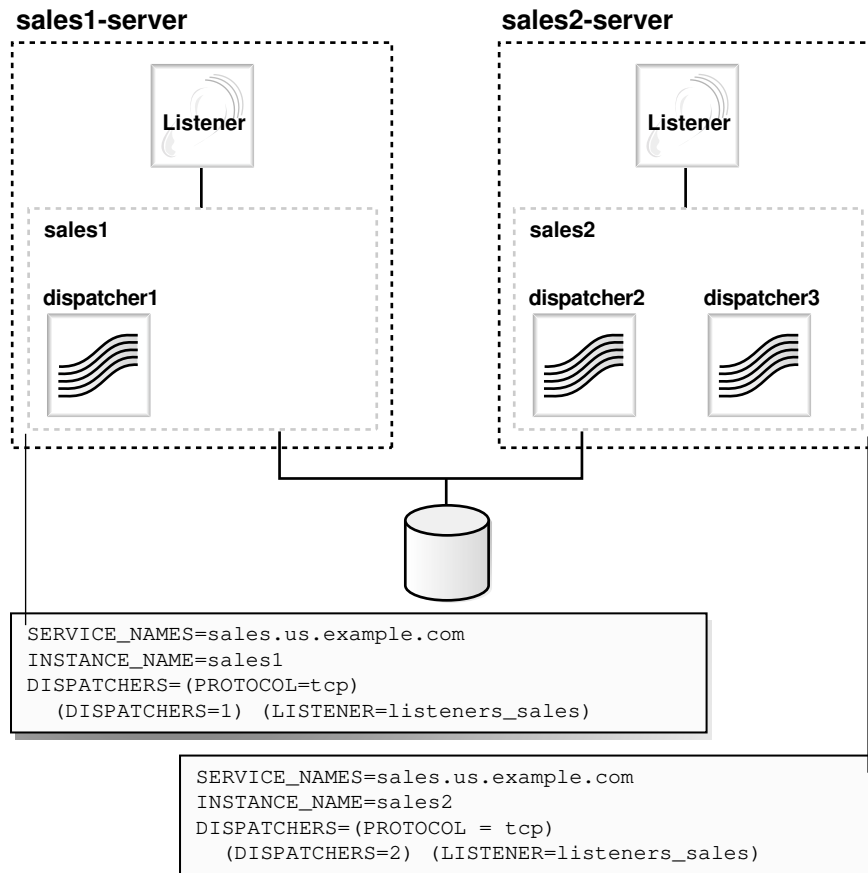 sales1-server
sales2-server
Listener
Listener
sales1
sales2
dispatcher1
dispatcher2
dispatcher3
SERVICE_NAMES=sales.us.example.com
INSTANCE_NAME=sales1
DISPATCHERS=(PROTOCOL=tcp)
(DISPATCHERS=1) (LISTENER=listeners_sales)
SERVICE_NAMES=sales.us.example.com
INSTANCE_NAME=sales2
DISPATCHERS=(PROTOCOL = tcp)
(DISPATCHERS=2) (LISTENER=listeners_sales)